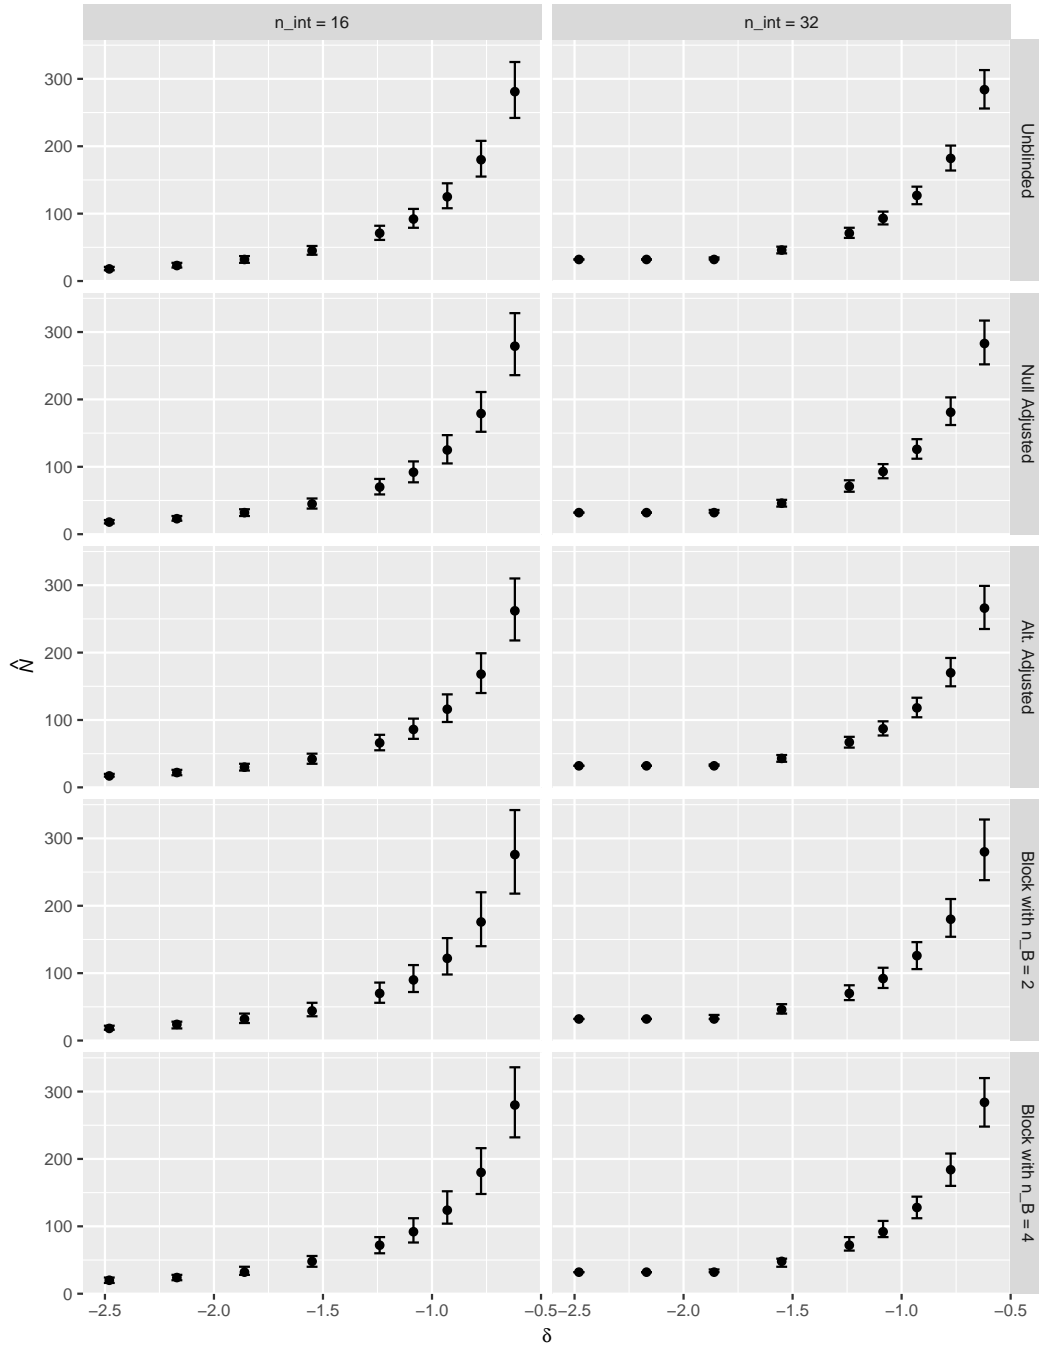 n_int = 16
n_int = 32
300
200
100
0
Unblinded
300
200
100
0
Null Adjusted
300
200
100
0
Alt. Adjusted
N̂
300
200
100
0
Block with n_B = 2
300
200
100
0
Block with n_B = 4
−2.5 −2.0 −1.5 −1.0 −0.5
−2.5 −2.0 −1.5 −1.0 −0.5
δ